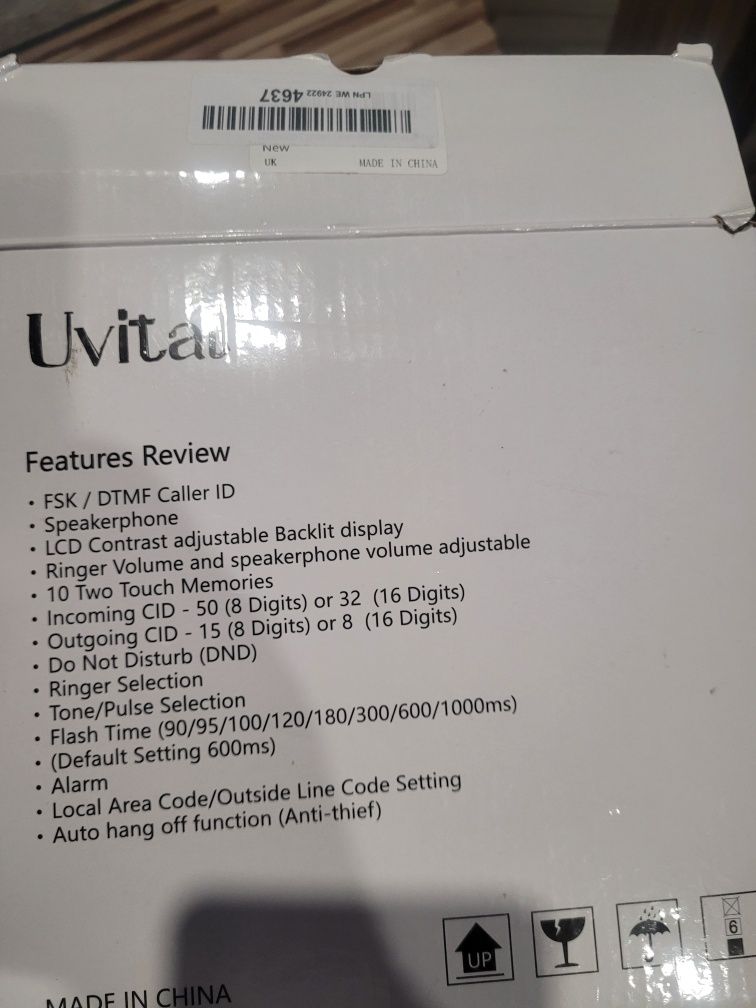 LPN WE 24922 4637
New
UK MADE IN CHINA
Uvital
Features Review
• FSK / DTMF Caller ID
• Speakerphone
• LCD Contrast adjustable Backlit display
• Ringer Volume and speakerphone volume adjustable
• 10 Two Touch Memories
• Incoming CID - 50 (8 Digits) or 32 (16 Digits)
• Outgoing CID - 15 (8 Digits) or 8 (16 Digits)
• Do Not Disturb (DND)
• Ringer Selection
• Tone/Pulse Selection
• Flash Time (90/95/100/120/180/300/600/1000ms)
• (Default Setting 600ms)
• Alarm
• Local Area Code/Outside Line Code Setting
• Auto hang off function (Anti-thief)
UP
6
MADE IN CHINA